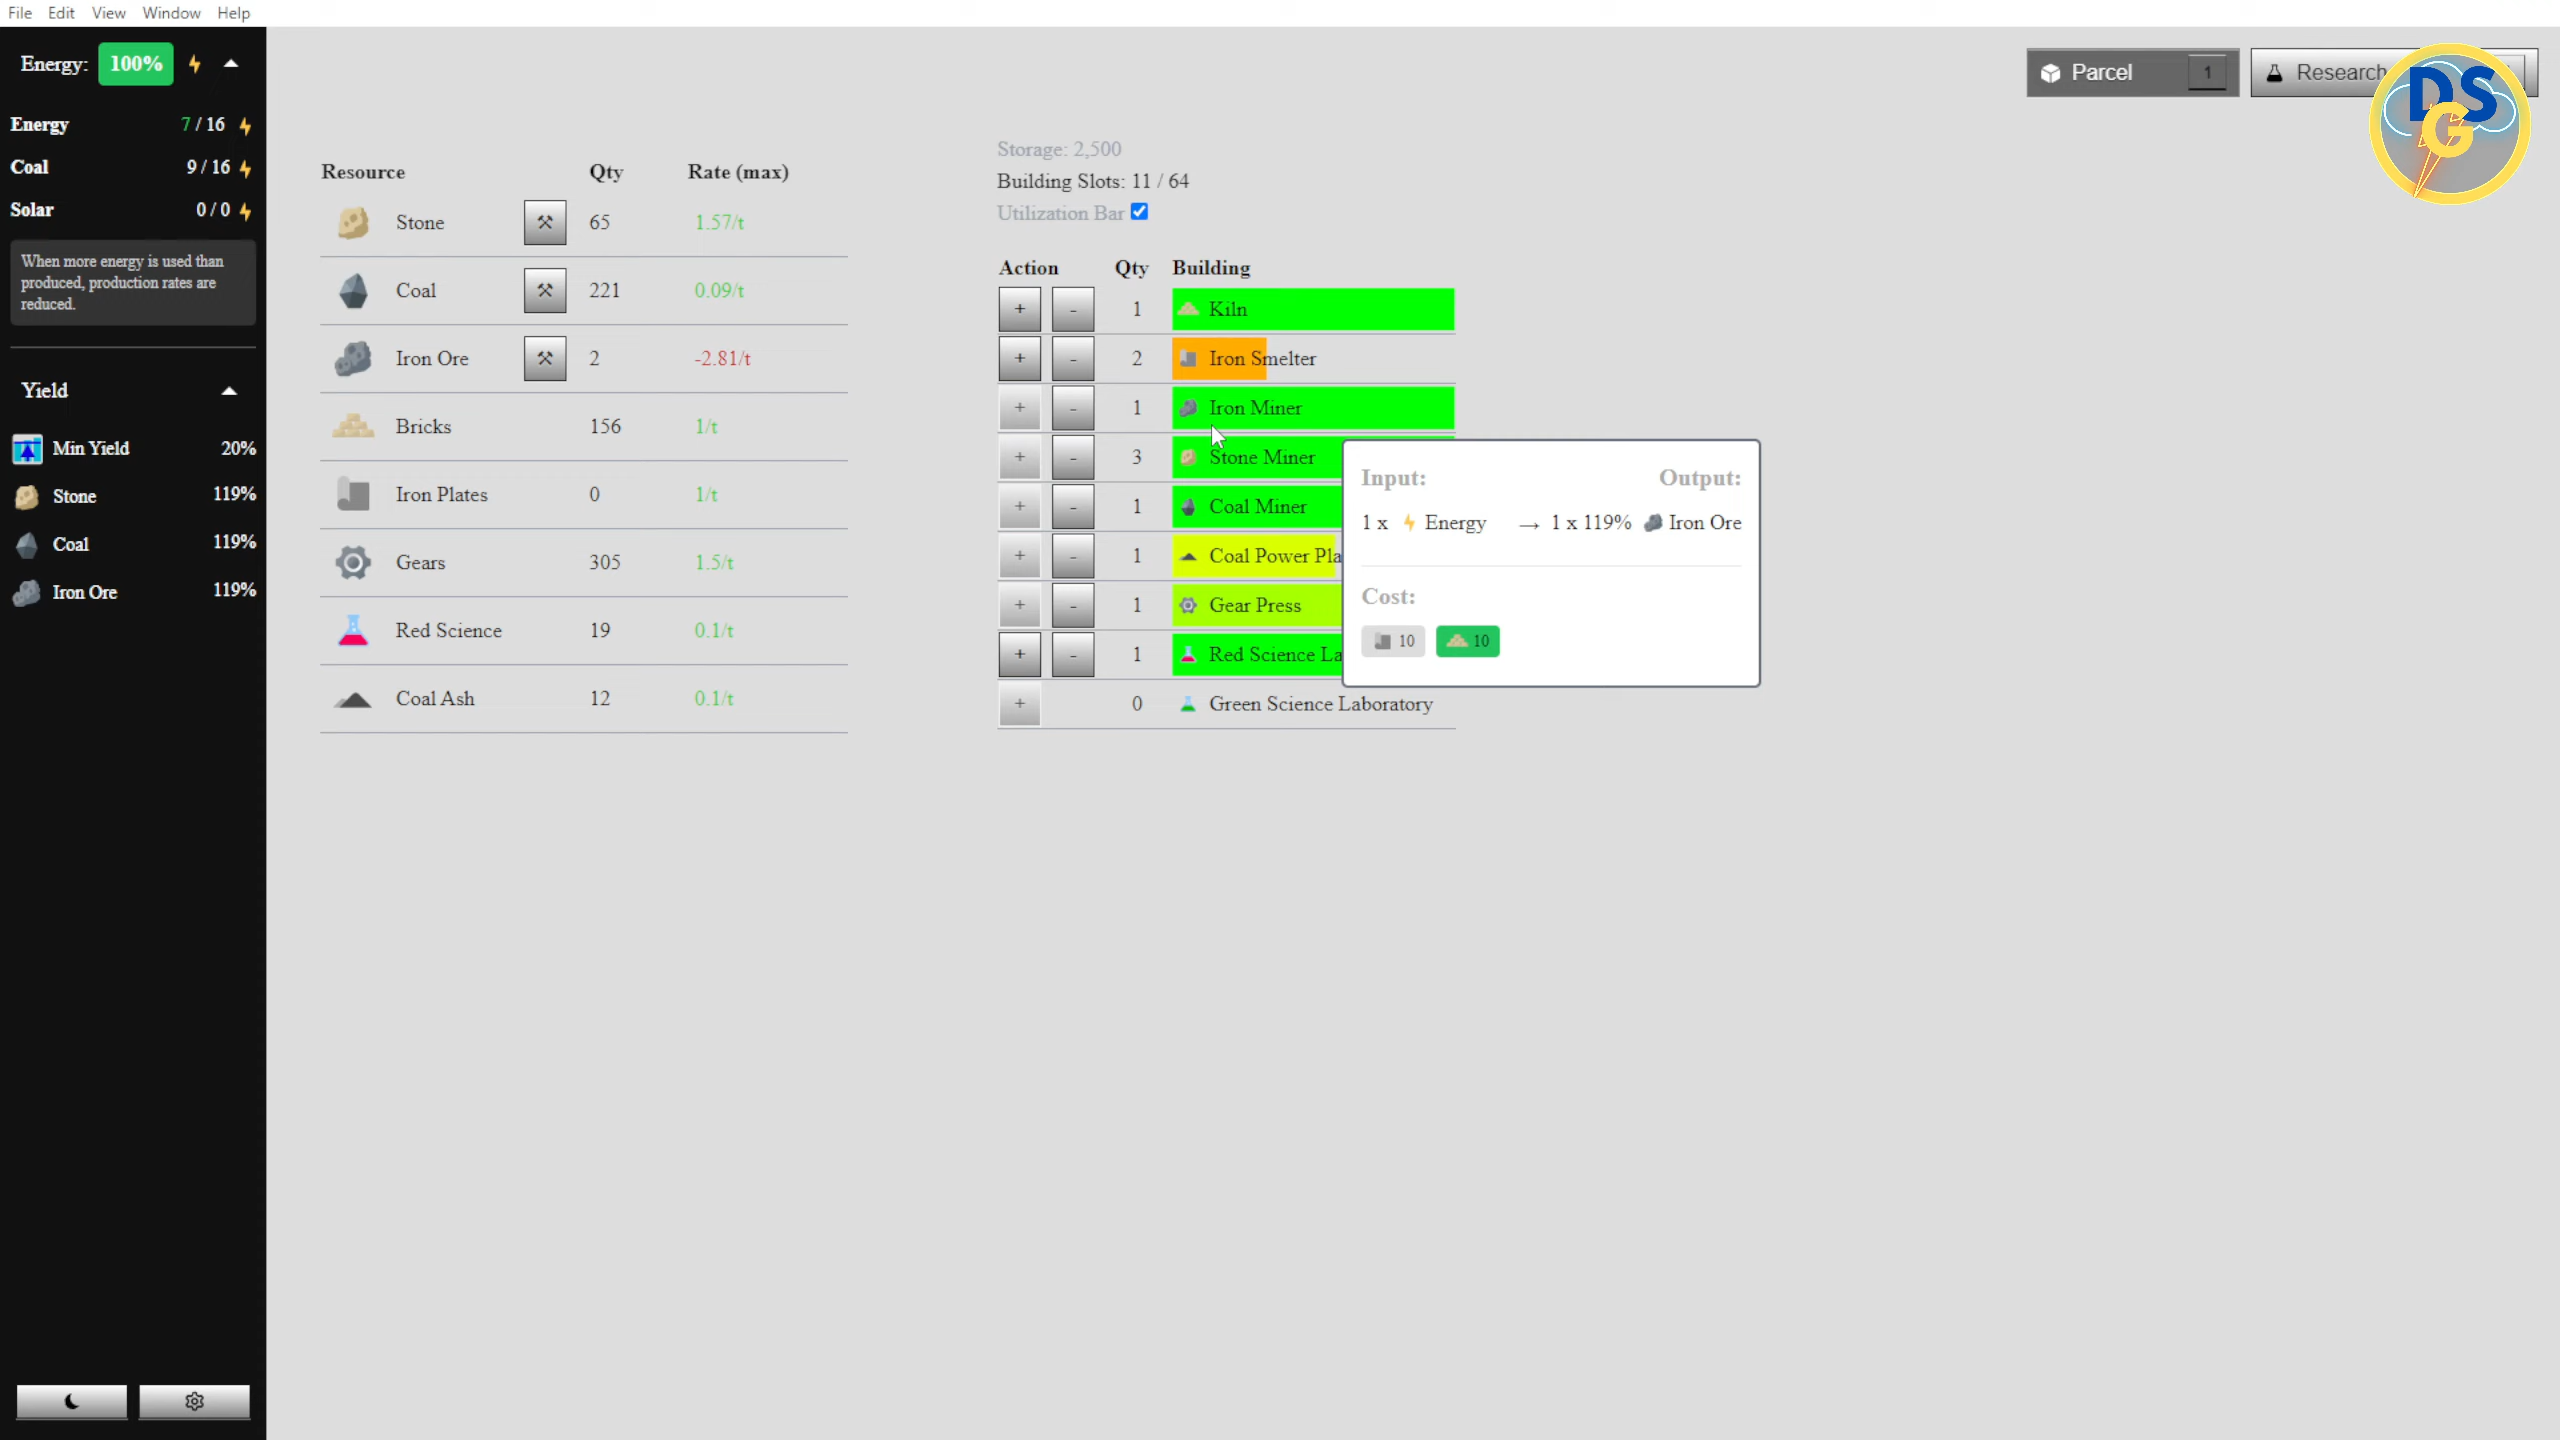 File Edit View Window Help
Energy: 100%
Energy 7 / 16
Coal 9 / 16
Solar 0 / 0
When more energy is used than
produced, production rates are
reduced.
Yield
Min Yield 20%
Stone 119%
Coal 119%
Iron Ore 119%
Resource Qty Rate (max)
Stone 65 1.57/t
Coal 221 0.09/t
Iron Ore 2 -2.81/t
Bricks 156 1/t
Iron Plates 0 1/t
Gears 305 1.5/t
Red Science 19 0.1/t
Coal Ash 12 0.1/t
Parcel 1
Research
DSG
Storage: 2,500
Building Slots: 11 / 64
Utilization Bar
Action Qty Building
+ - 1 Kiln
+ - 2 Iron Smelter
+ - 1 Iron Miner
+ - 3 Stone Miner
+ - 1 Coal Miner
+ - 1 Coal Power Pla
+ - 1 Gear Press
+ - 1 Red Science La
+ 0 Green Science Laboratory
Input: Output:
1 x Energy → 1 x 119% Iron Ore
Cost:
10 10